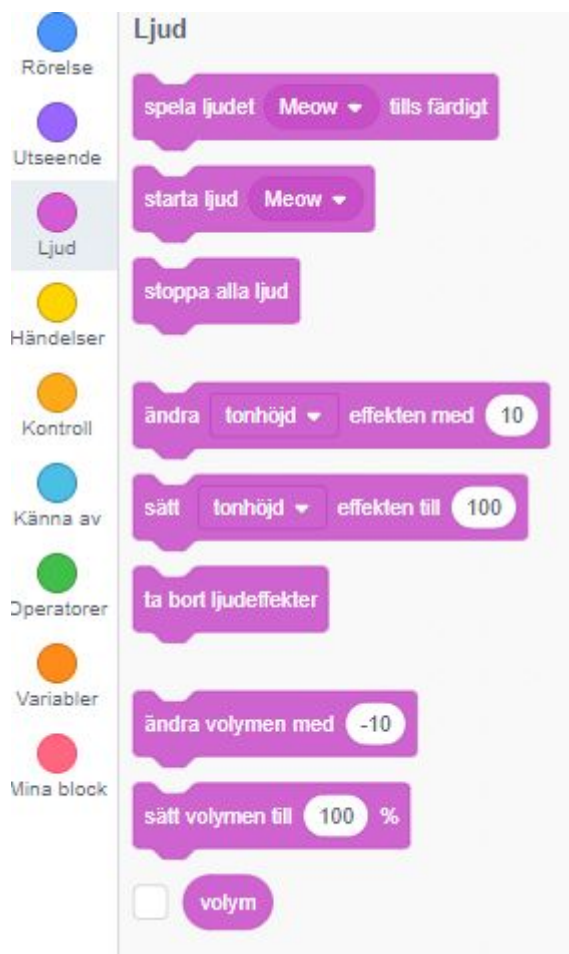 Rörelse
Utseende
Ljud
Händelser
Kontroll
Känna av
Operatorer
Variabler
Mina block
Ljud
spela ljudet Meow tills färdigt
starta ljud Meow
stoppa alla ljud
ändra tonhöjd effekten med 10
sätt tonhöjd effekten till 100
ta bort ljudeffekter
ändra volymen med -10
sätt volymen till 100 %
volym